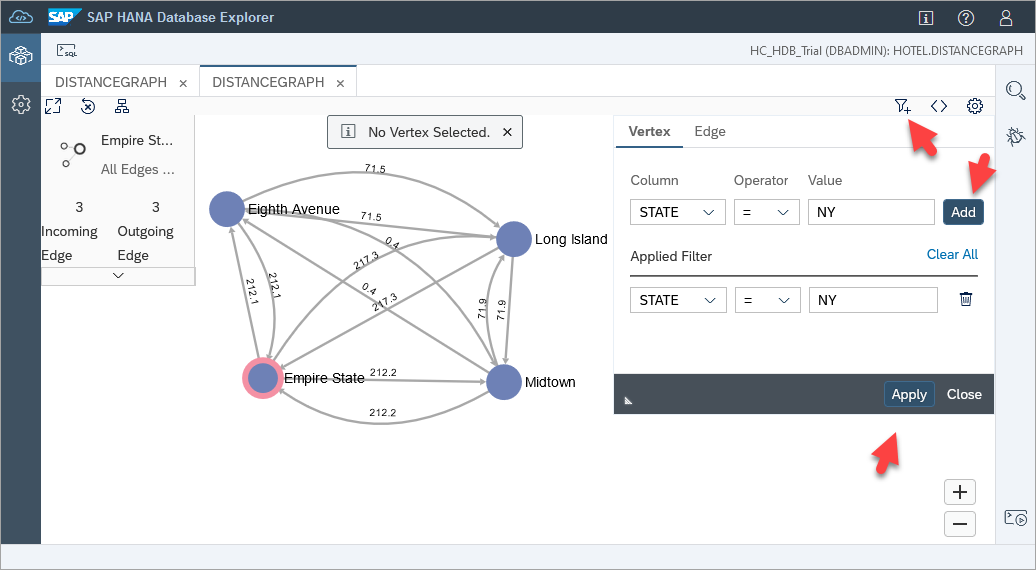 SAP SAP HANA Database Explorer
SQL
HC_HDB_Trial (DBADMIN): HOTEL.DISTANCEGRAPH
DISTANCEGRAPH × DISTANCEGRAPH ×
No Vertex Selected. ×
Empire St...
All Edges ...
3 3
Incoming Outgoing
Edge Edge
71.5
Eighth Avenue
71.5
Long Island
0.4
217.3
212.1
212.1
0.4
217.3
71.9
71.9
Empire State
212.2
Midtown
212.2
Vertex Edge
Column Operator Value
STATE = NY Add
Applied Filter Clear All
STATE = NY
Apply Close